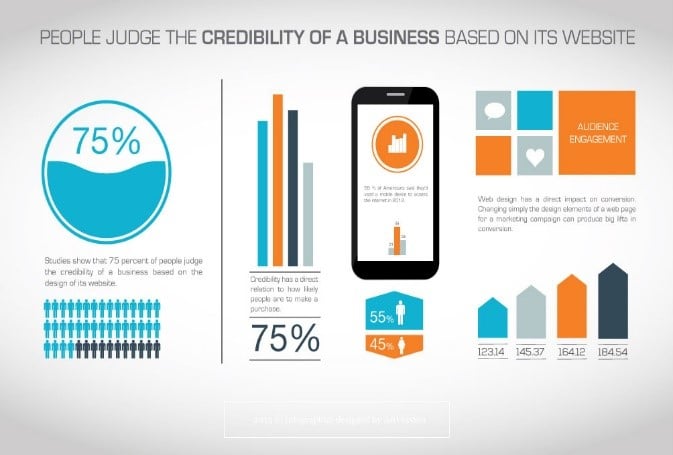 PEOPLE JUDGE THE CREDIBILITY OF A BUSINESS BASED ON ITS WEBSITE
75%
Studies show that 75 percent of people judge
the credibility of a business based on the
design of its website.
Credibility has a direct
relation to how likely
people are to make a
purchase.
75%
% of Americans said they'd
used a mobile device to access
the internet in
55%
45%
AUDIENCE
ENGAGEMENT
Web design has a direct impact on conversion.
Changing simply the design elements of a web page
for a marketing campaign can produce big lifts in
conversion.
123.14
145.37
164.12
184.54
designed by